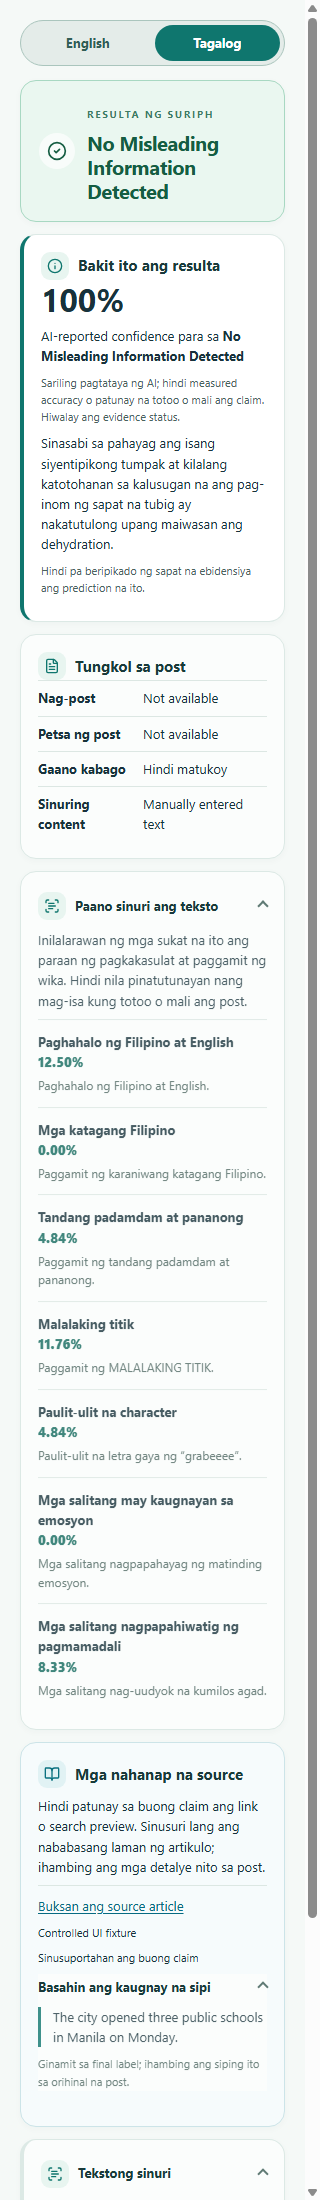 English
Tagalog
RESULTA NG SURIPH
No Misleading
Information
Detected
Bakit ito ang resulta
100%
AI-reported confidence para sa No
Misleading Information Detected
Sariling pagtataya ng AI; hindi measured
accuracy o patunay na totoo o mali ang claim.
Hiwalay ang evidence status.
Sinasabi sa pahayag ang isang
siyentipikong tumpak at kilalang
katotohanan sa kalusugan na ang pag-
inom ng sapat na tubig ay
nakatutulong upang maiwasan ang
dehydration.
Hindi pa beripikado ng sapat na ebidensiya
ang prediction na ito.
Tungkol sa post
Nag-post Not available
Petsa ng post Not available
Gaano kabago Hindi matukoy
Sinuring Manually entered
content text
Paano sinuri ang teksto
Inilalarawan ng mga sukat na ito ang
paraan ng pagkakasulat at paggamit ng
wika. Hindi nila pinatutunayan nang
mag-isa kung totoo o mali ang post.
Paghahalo ng Filipino at English
12.50%
Paghahalo ng Filipino at English.
Mga katagang Filipino
0.00%
Paggamit ng karaniwang katagang Filipino.
Tandang padamdam at pananong
4.84%
Paggamit ng tandang padamdam at
pananong.
Malalaking titik
11.76%
Paggamit ng MALALAKING TITIK.
Paulit-ulit na character
4.84%
Paulit-ulit na letra gaya ng “grabeeee”.
Mga salitang may kaugnayan sa
emosyon
0.00%
Mga salitang nagpapahayag ng matinding
emosyon.
Mga salitang nagpapahiwatig ng
pagmamadali
8.33%
Mga salitang nag-uudyok na kumilos agad.
Mga nahanap na source
Hindi patunay sa buong claim ang link
o search preview. Sinusuri lang ang
nababasang laman ng artikulo;
ihambing ang mga detalye nito sa post.
Buksan ang source article
Controlled UI fixture
Sinusuportahan ang buong claim
Basahin ang kaugnay na sipi
The city opened three public schools
in Manila on Monday.
Ginamit sa final label; ihambing ang siping ito
sa orihinal na post.
Tekstong sinuri